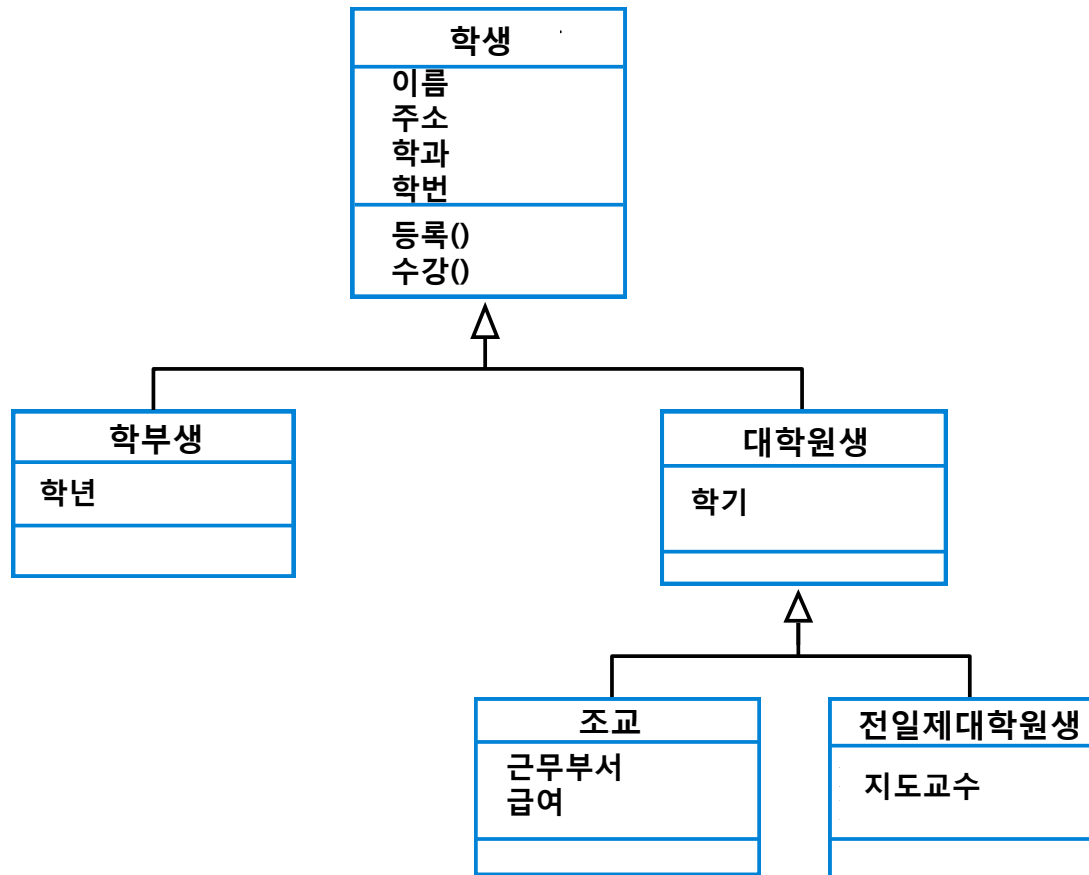 학생
이름
주소
학과
학번
등록()
수강()
학부생
학년
대학원생
학기
조교
근무부서
급여
전일제대학원생
지도교수